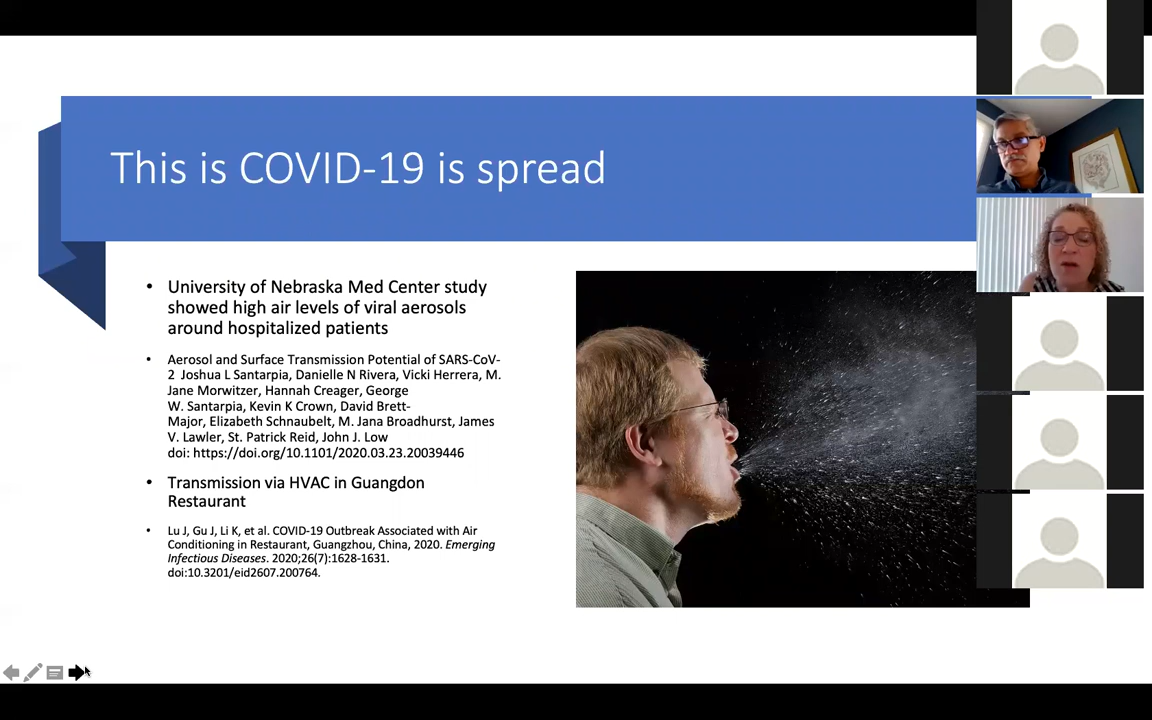 This is COVID-19 is spread
• University of Nebraska Med Center study
showed high air levels of viral aerosols
around hospitalized patients
• Aerosol and Surface Transmission Potential of SARS-CoV-
2 Joshua L Santarpia, Danielle N Rivera, Vicki Herrera, M.
Jane Morwitzer, Hannah Creager, George
W. Santarpia, Kevin K Crown, David Brett-
Major, Elizabeth Schnaubelt, M. Jana Broadhurst, James
V. Lawler, St. Patrick Reid, John J. Low
doi: https://doi.org/10.1101/2020.03.23.20039446
• Transmission via HVAC in Guangdon
Restaurant
• Lu J, Gu J, Li K, et al. COVID-19 Outbreak Associated with Air
Conditioning in Restaurant, Guangzhou, China, 2020. Emerging
Infectious Diseases. 2020;26(7):1628-1631.
doi:10.3201/eid2607.200764.